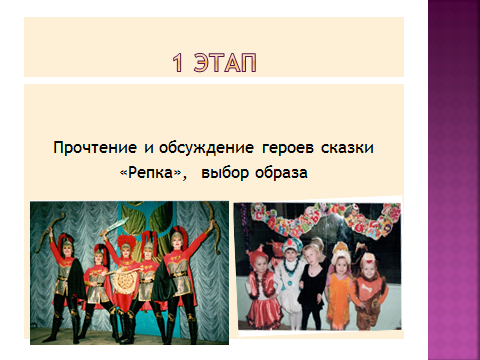 1 ЭТАП
Прочтение и обсуждение героев сказки
«Репка», выбор образа